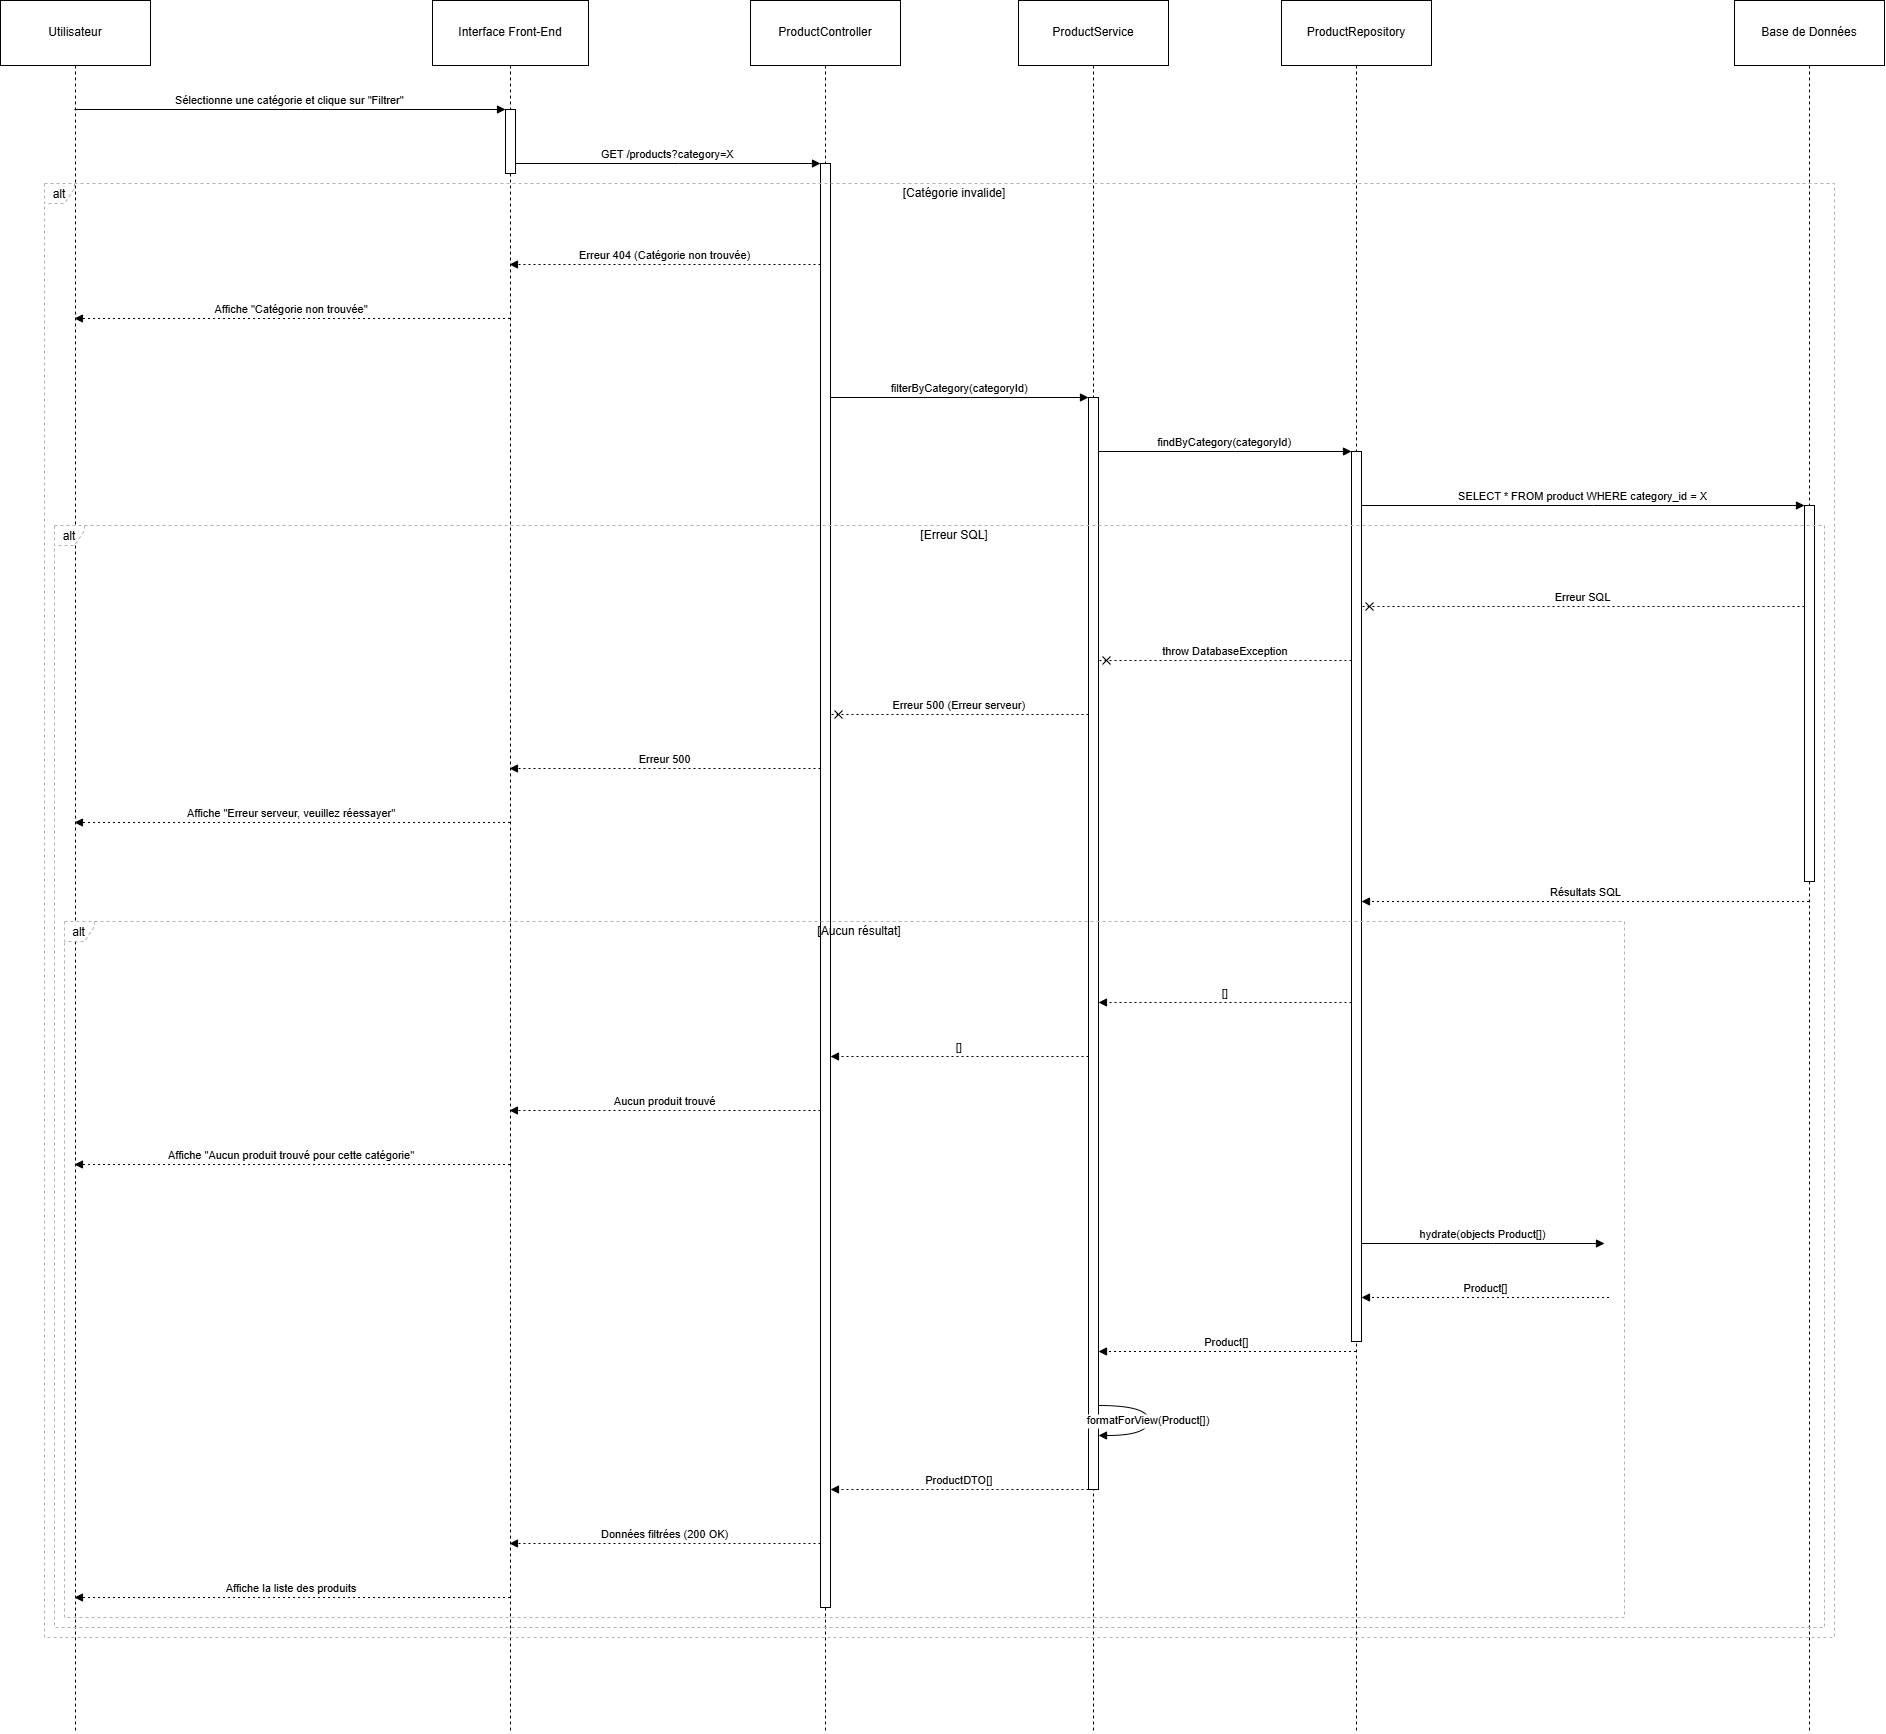 Utilisateur
Interface Front-End
ProductController
ProductService
ProductRepository
Base de Données
Sélectionne une catégorie et clique sur "Filtrer"
GET /products?category=X
alt
[Catégorie invalide]
Erreur 404 (Catégorie non trouvée)
Affiche "Catégorie non trouvée"
filterByCategory(categoryId)
findByCategory(categoryId)
SELECT * FROM product WHERE category_id = X
alt
[Erreur SQL]
Erreur SQL
throw DatabaseException
Erreur 500 (Erreur serveur)
Erreur 500
Affiche "Erreur serveur, veuillez réessayer"
Résultats SQL
alt
[Aucun résultat]
[]
[]
Aucun produit trouvé
Affiche "Aucun produit trouvé pour cette catégorie"
hydrate(objects Product[])
Product[]
Product[]
formatForView(Product[])
ProductDTO[]
Données filtrées (200 OK)
Affiche la liste des produits